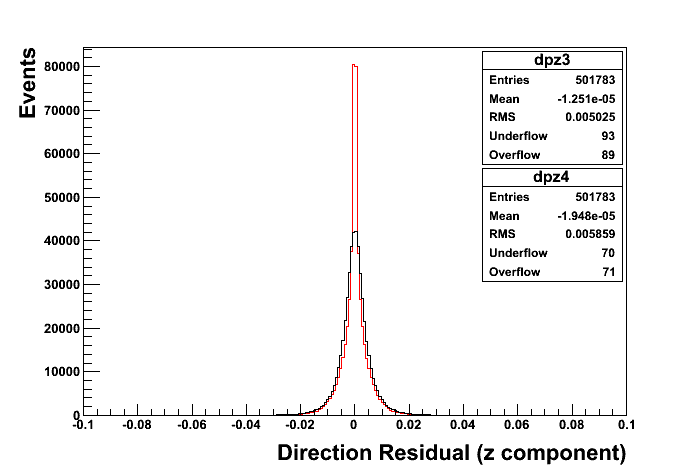 Events
80000
70000
60000
50000
40000
30000
20000
10000
0
-0.1 -0.08 -0.06 -0.04 -0.02 0 0.02 0.04 0.06 0.08 0.1
Direction Residual (z component)
dpz3
Entries 501783
Mean -1.251e-05
RMS 0.005025
Underflow 93
Overflow 89
dpz4
Entries 501783
Mean -1.948e-05
RMS 0.005859
Underflow 70
Overflow 71